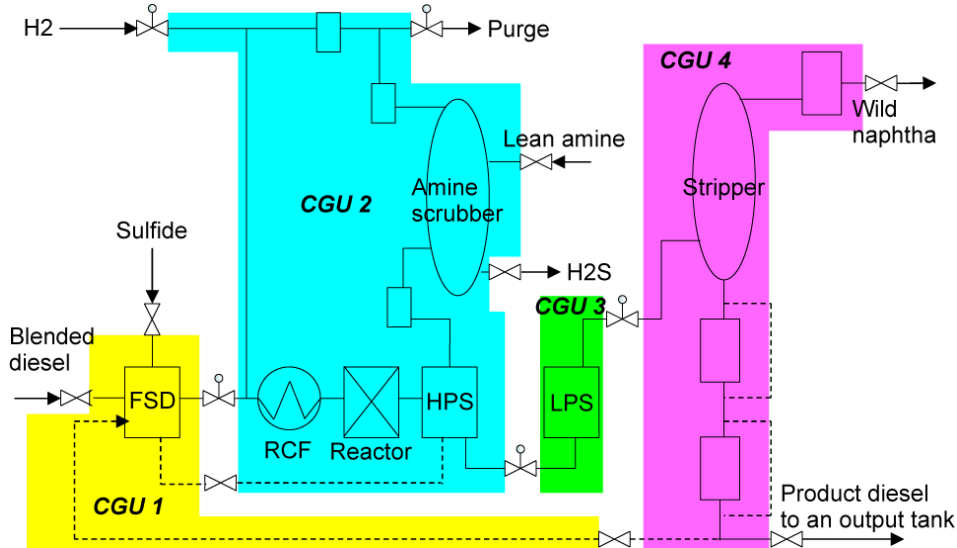 H2
Purge
CGU 4
Wild
naphtha
Lean amine
CGU 2
Amine
scrubber
Stripper
Sulfide
H2S
CGU 3
Blended
diesel
FSD
HPS
LPS
RCF
Reactor
CGU 1
Product diesel
to an output tank